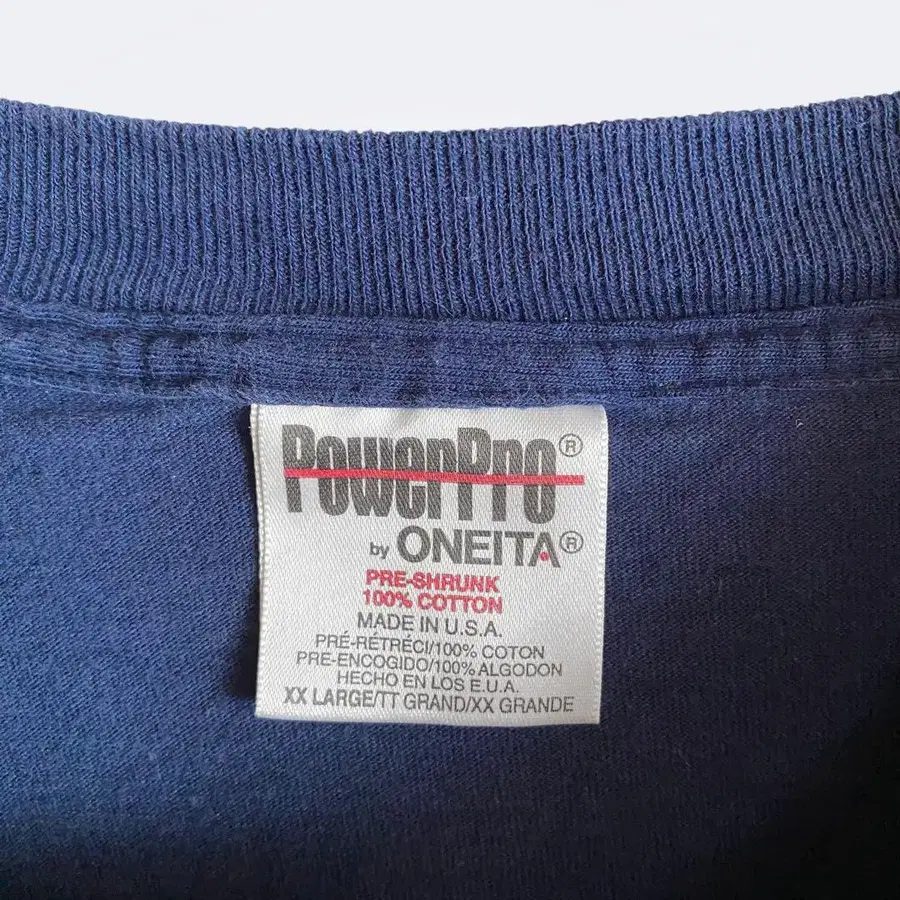 PowerPro®
by ONEITA®
PRE-SHRUNK
100% COTTON
MADE IN U.S.A.
PRÉ-RÉTRÉCI/100% COTON
PRE-ENCOGIDO/100% ALGODON
HECHO EN LOS E.U.A.
XX LARGE/TT GRAND/XX GRANDE